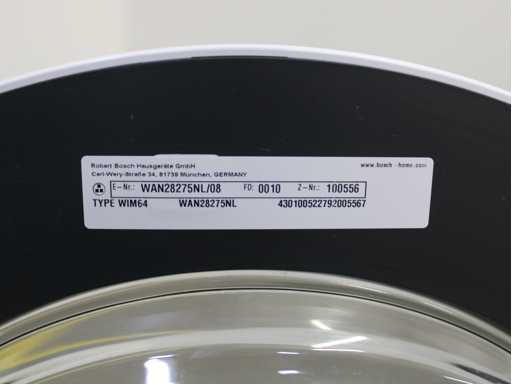 Robert Bosch Hausgeräte GmbH
www.bosch-home.com
Carl-Wery-Straße 34, 81739 München, GERMANY
E-Nr.: WAN28275NL/08 FD: 0010 Z-Nr.: 100556
TYPE WIM64 WAN28275NL 430100522792005567